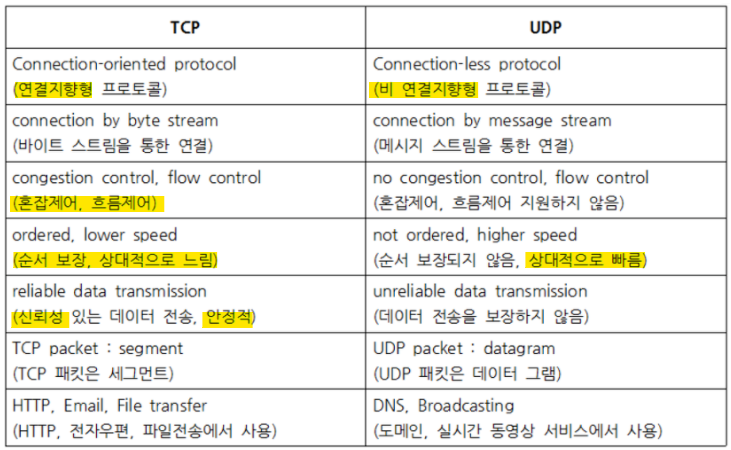 TCP UDP
Connection-oriented protocol
(연결지향형 프로토콜)
Connection-less protocol
(비 연결지향형 프로토콜)
connection by byte stream
(바이트 스트림을 통한 연결)
connection by message stream
(메시지 스트림을 통한 연결)
congestion control, flow control
(혼잡제어, 흐름제어)
no congestion control, flow control
(혼잡제어, 흐름제어 지원하지 않음)
ordered, lower speed
(순서 보장, 상대적으로 느림)
not ordered, higher speed
(순서 보장되지 않음, 상대적으로 빠름)
reliable data transmission
(신뢰성 있는 데이터 전송, 안정적)
unreliable data transmission
(데이터 전송을 보장하지 않음)
TCP packet : segment
(TCP 패킷은 세그먼트)
UDP packet : datagram
(UDP 패킷은 데이터 그램)
HTTP, Email, File transfer
(HTTP, 전자우편, 파일전송에서 사용)
DNS, Broadcasting
(도메인, 실시간 동영상 서비스에서 사용)